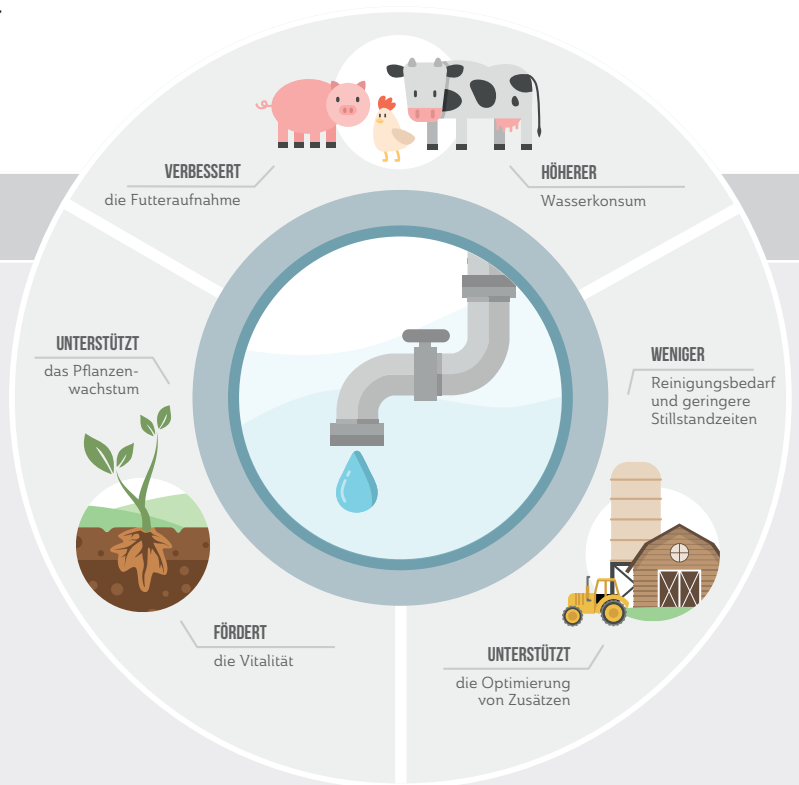 VERBESSERT
die Futteraufnahme
HÖHERER
Wasserkonsum
UNTERSTÜTZT
das Pflanzen-
wachstum
WENIGER
Reinigungsbedarf
und geringere
Stillstandzeiten
FÖRDERT
die Vitalität
UNTERSTÜTZT
die Optimierung
von Zusätzen